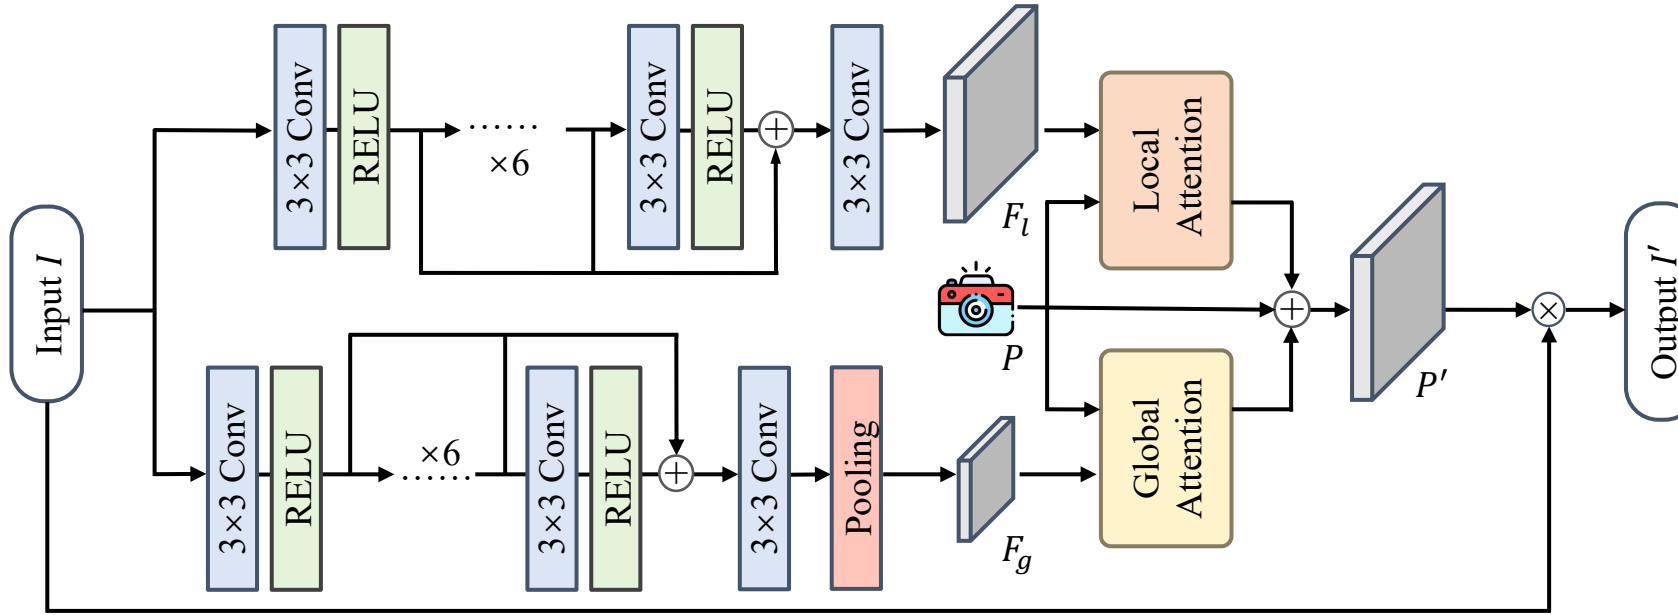 Input I
3×3 Conv
RELU
······
×6
3×3 Conv
RELU
+
3×3 Conv
F_l
Local
Attention
P
+
P′
×
Output I′
3×3 Conv
RELU
×6
······
3×3 Conv
RELU
+
3×3 Conv
Pooling
F_g
Global
Attention